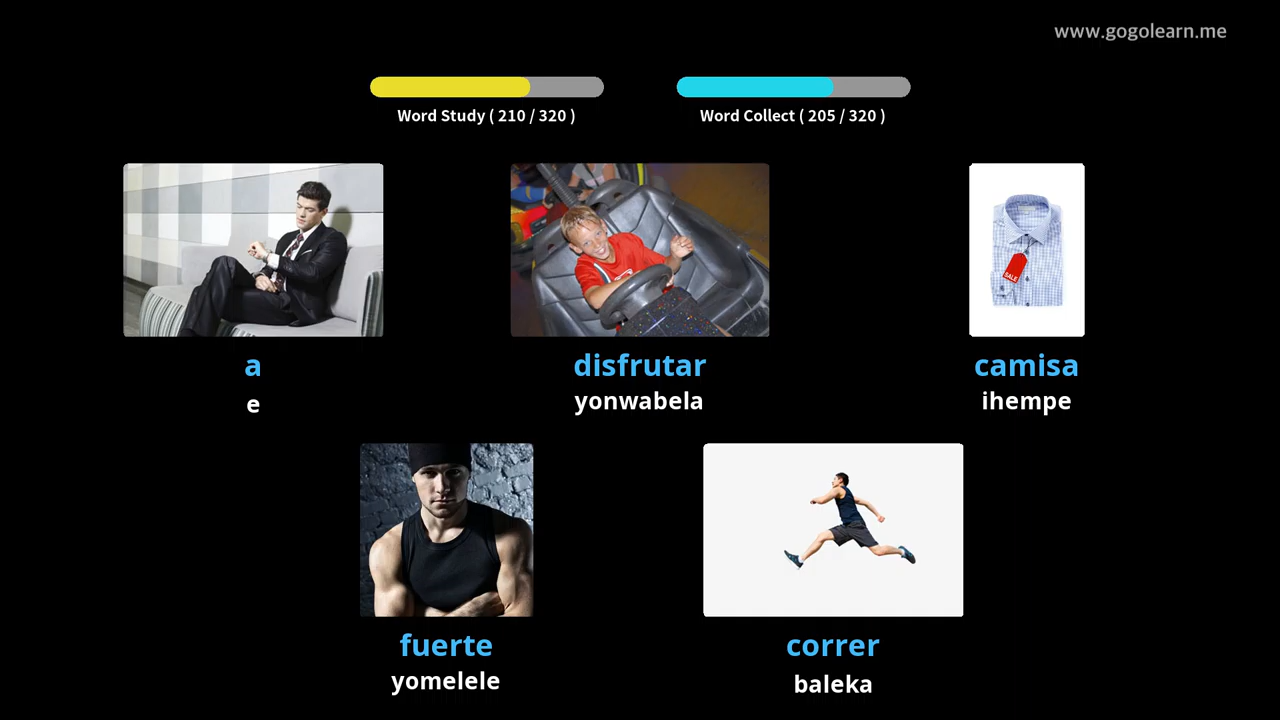 www.gogolearn.me
Word Study ( 210 / 320 )
Word Collect ( 205 / 320 )
SALE
a
e
disfrutar
yonwabela
camisa
ihempe
fuerte
yomelele
correr
baleka